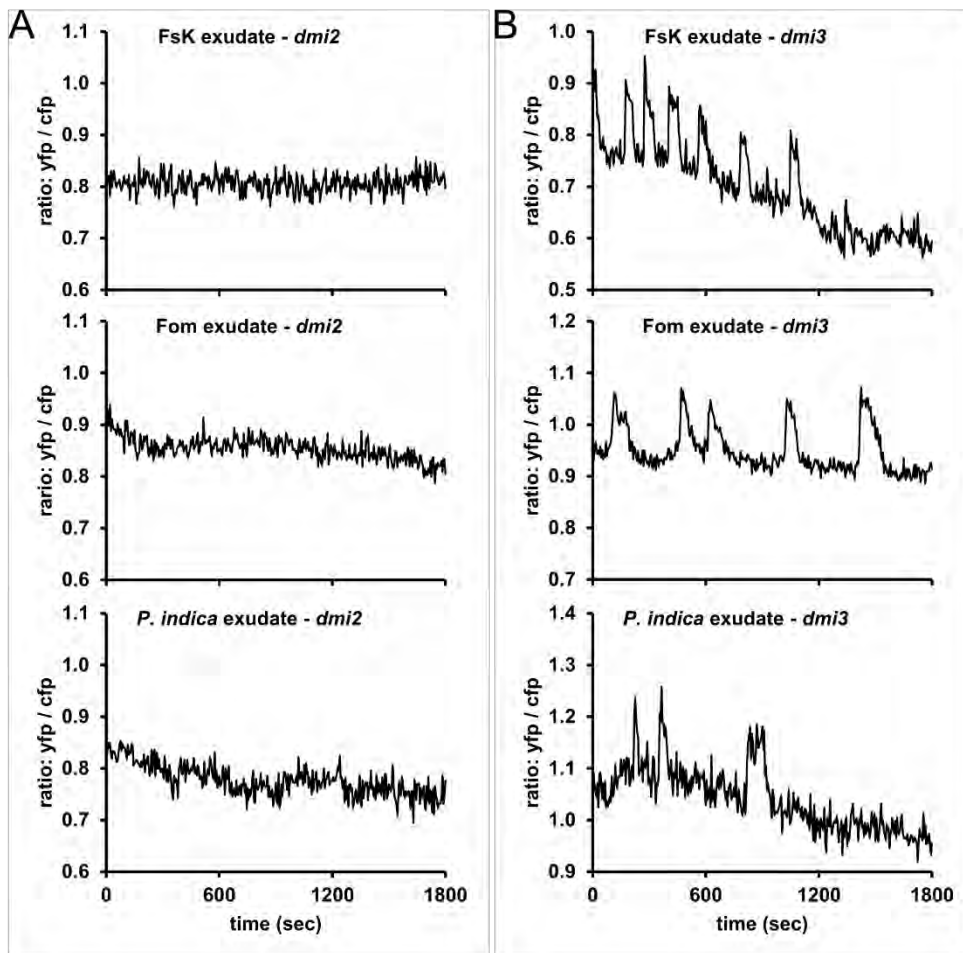 A
FsK exudate - dmi2
1.1
1.0
0.9
0.8
0.7
0.6
ratio: yfp / cfp
Fom exudate - dmi2
1.1
1.0
0.9
0.8
0.7
0.6
rario: yfp / cfp
P. indica exudate - dmi2
1.1
1.0
0.9
0.8
0.7
0.6
ratio: yfp / cfp
0 600 1200 1800
time (sec)
B
FsK exudate - dmi3
1.0
0.9
0.8
0.7
0.6
0.5
ratio: yfp / cfp
Fom exudate - dmi3
1.2
1.1
1.0
0.9
0.8
0.7
ratio: yfp / cfp
P. indica exudate - dmi3
1.4
1.3
1.2
1.1
1.0
0.9
ratio: yfp / cfp
0 600 1200 1800
time (sec)